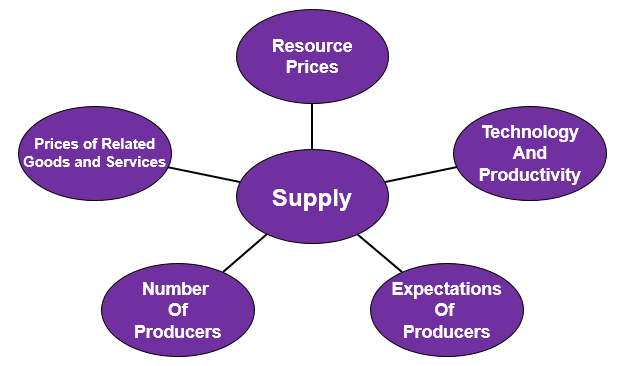 Resource
Prices
Prices of Related
Goods and Services
Technology
And
Productivity
Supply
Number
Of
Producers
Expectations
Of
Producers